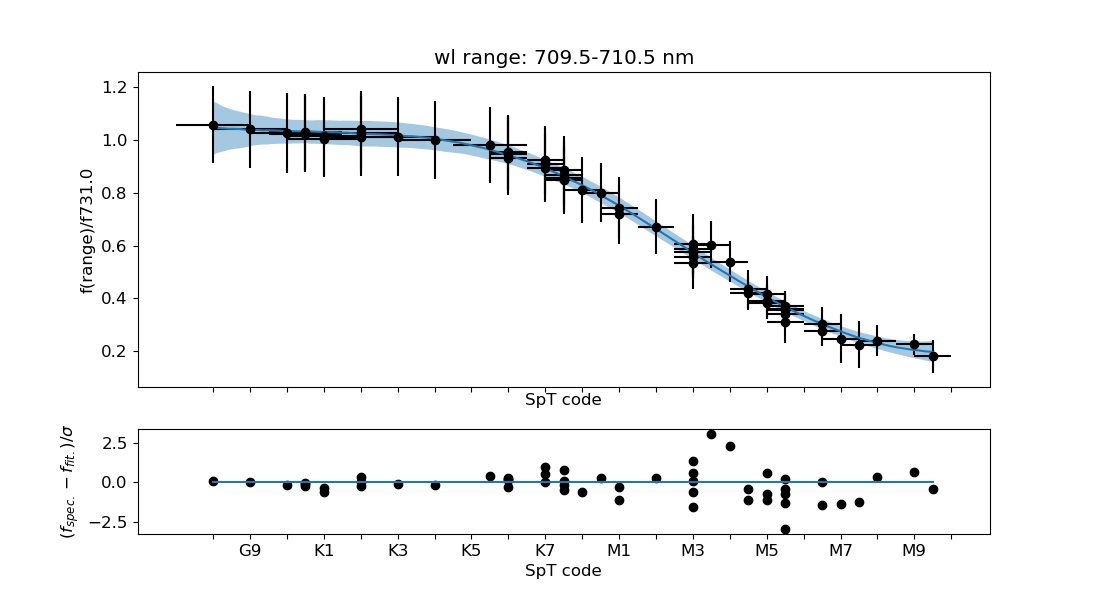 wl range: 709.5-710.5 nm
f(range)/f731.0
1.2
1.0
0.8
0.6
0.4
0.2
SpT code
(f_spec. − f_fit.)/σ
2.5
0.0
−2.5
G9 K1 K3 K5 K7 M1 M3 M5 M7 M9
SpT code